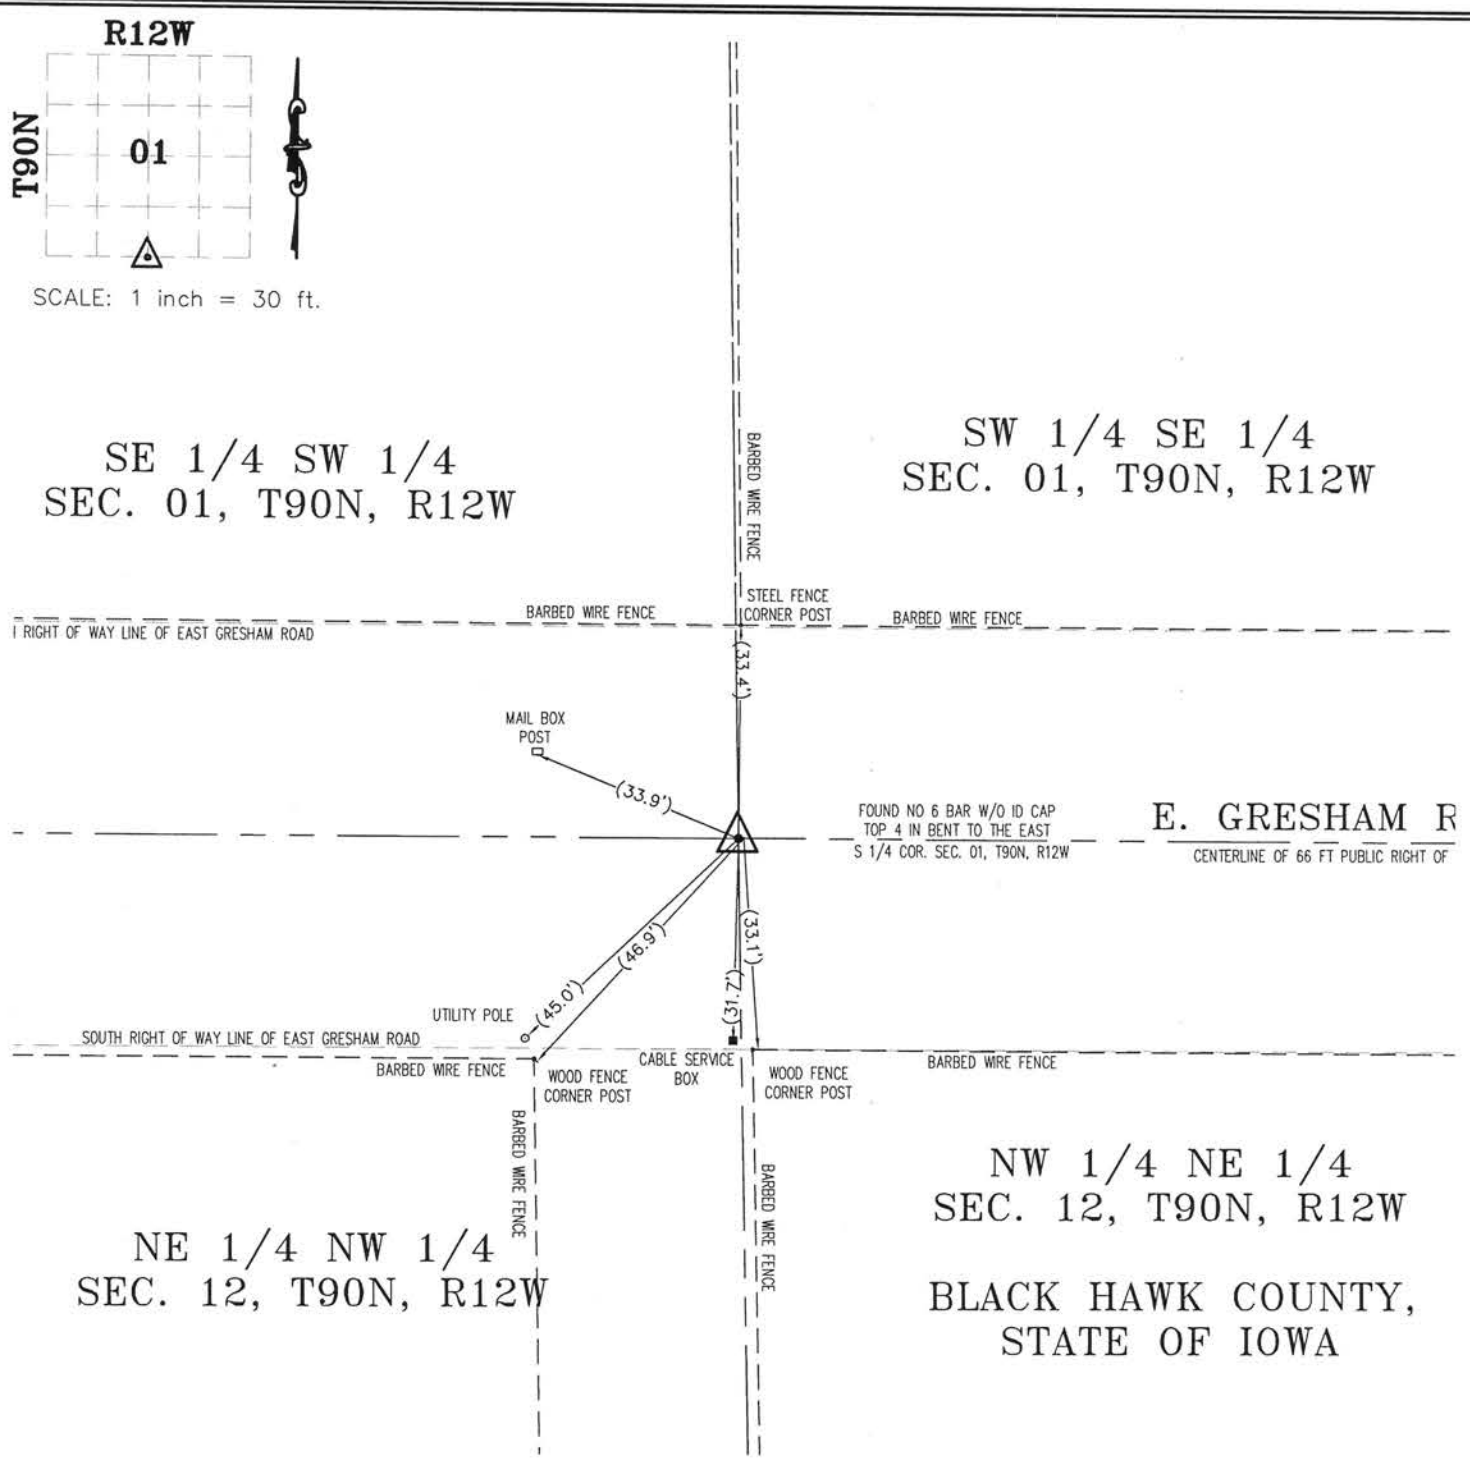 R12W
T90N
01
SCALE: 1 inch = 30 ft.
SE 1/4 SW 1/4
SEC. 01, T90N, R12W
SW 1/4 SE 1/4
SEC. 01, T90N, R12W
BARBED WIRE FENCE
BARBED WIRE FENCE
STEEL FENCE
CORNER POST
BARBED WIRE FENCE
RIGHT OF WAY LINE OF EAST GRESHAM ROAD
(33.4')
MAIL BOX
POST
(33.9')
FOUND NO 6 BAR W/O ID CAP
TOP 4 IN BENT TO THE EAST
S 1/4 COR. SEC. 01, T90N, R12W
E. GRESHAM R
CENTERLINE OF 66 FT PUBLIC RIGHT OF
(46.9')
(33.1')
(45.0')
(31.7')
UTILITY POLE
SOUTH RIGHT OF WAY LINE OF EAST GRESHAM ROAD
BARBED WIRE FENCE
WOOD FENCE
CORNER POST
CABLE SERVICE
BOX
WOOD FENCE
CORNER POST
BARBED WIRE FENCE
BARBED WIRE FENCE
BARBED WIRE FENCE
NE 1/4 NW 1/4
SEC. 12, T90N, R12W
NW 1/4 NE 1/4
SEC. 12, T90N, R12W
BLACK HAWK COUNTY,
STATE OF IOWA